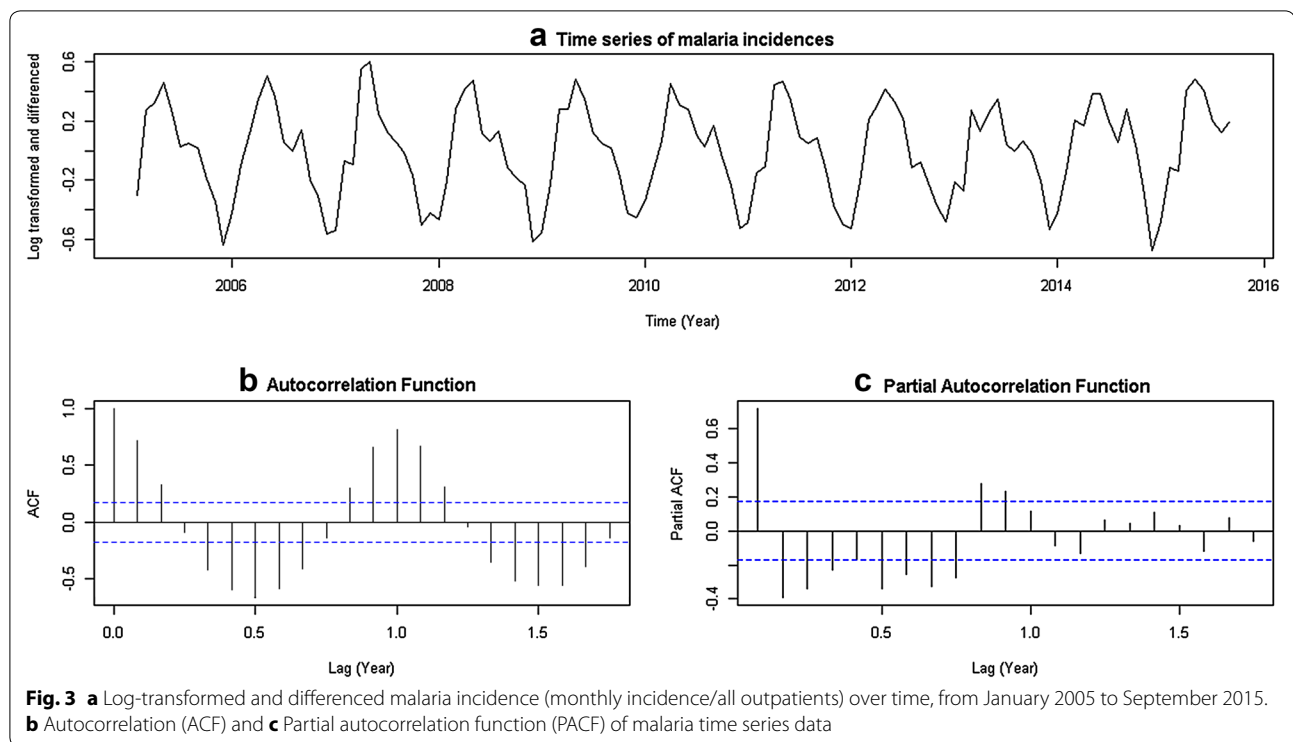 a Time series of malaria incidences
Log transformed and differenced
0.6
0.2
-0.2
-0.6
2006 2008 2010 2012 2014 2016
Time (Year)
b Autocorrelation Function
ACF
1.0
0.5
0.0
-0.5
0.0 0.5 1.0 1.5
Lag (Year)
c Partial Autocorrelation Function
Partial ACF
0.6
0.4
0.2
0.0
-0.4
0.5 1.0 1.5
Lag (Year)
Fig. 3 a Log-transformed and differenced malaria incidence (monthly incidence/all outpatients) over time, from January 2005 to September 2015.
b Autocorrelation (ACF) and c Partial autocorrelation function (PACF) of malaria time series data